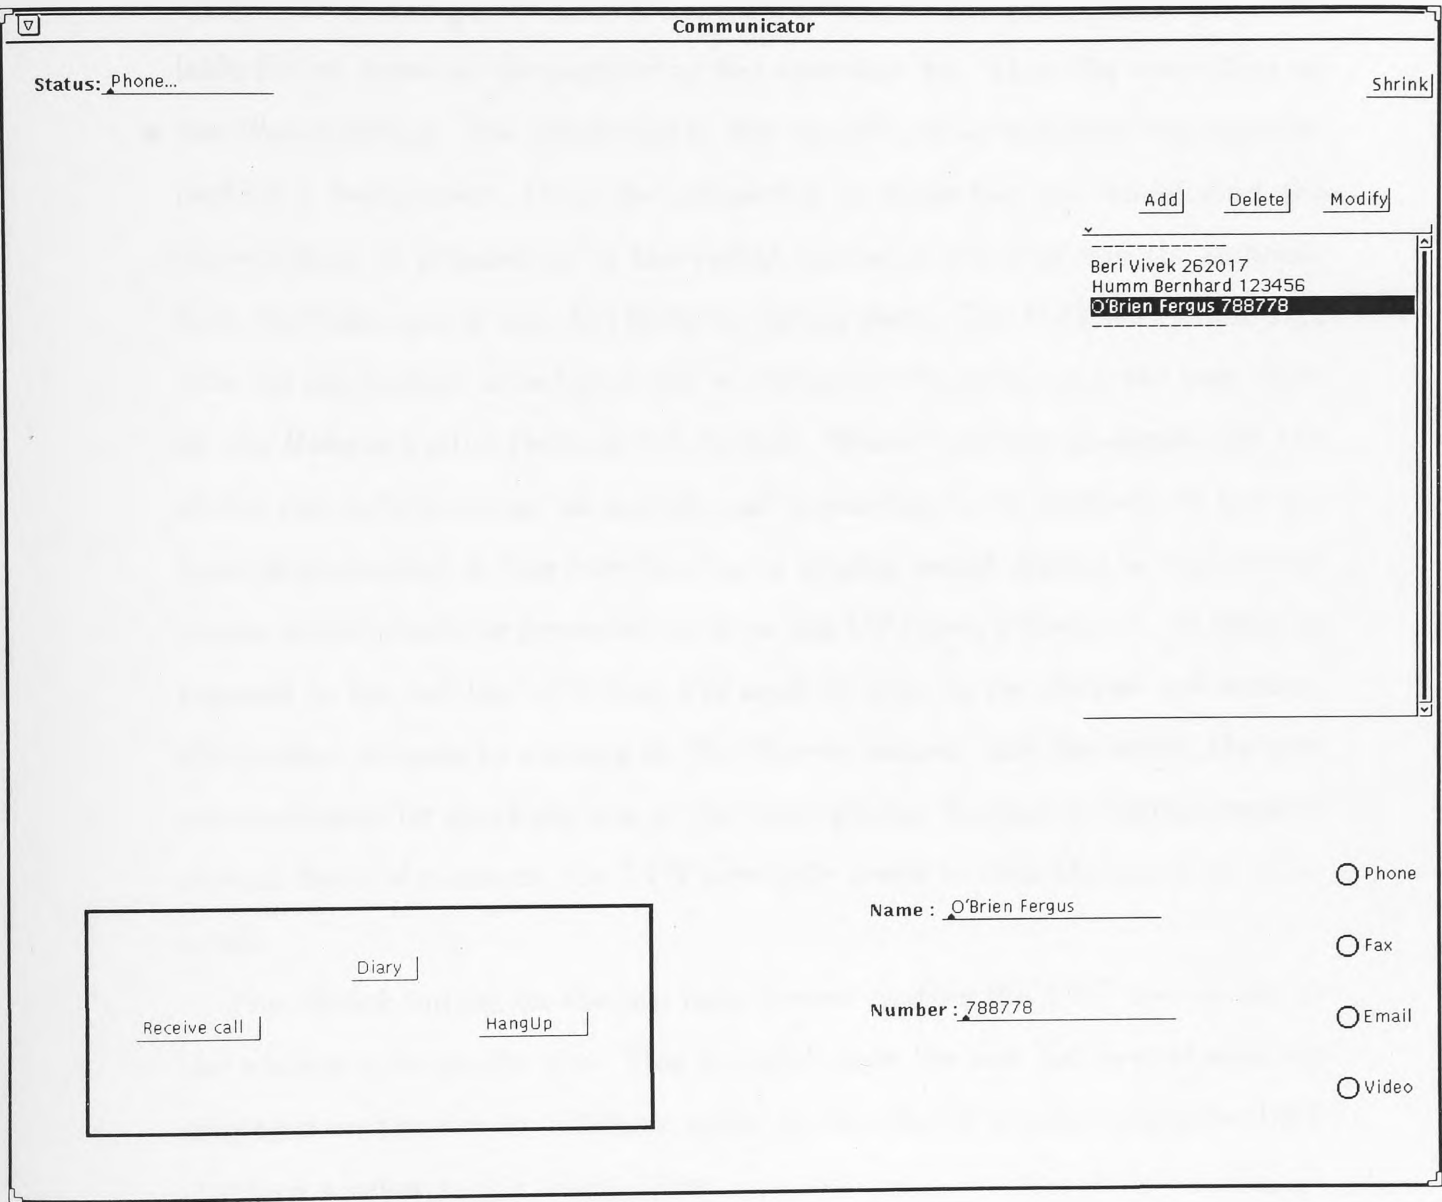 Communicator
Status: Phone...
Shrink
Add Delete Modify
--------------
Beri Vivek 262017
Humm Bernhard 123456
O'Brien Fergus 788778
--------------
Phone
Name : O'Brien Fergus
Fax
Diary
Number : 788778
Email
Receive call HangUp
Video